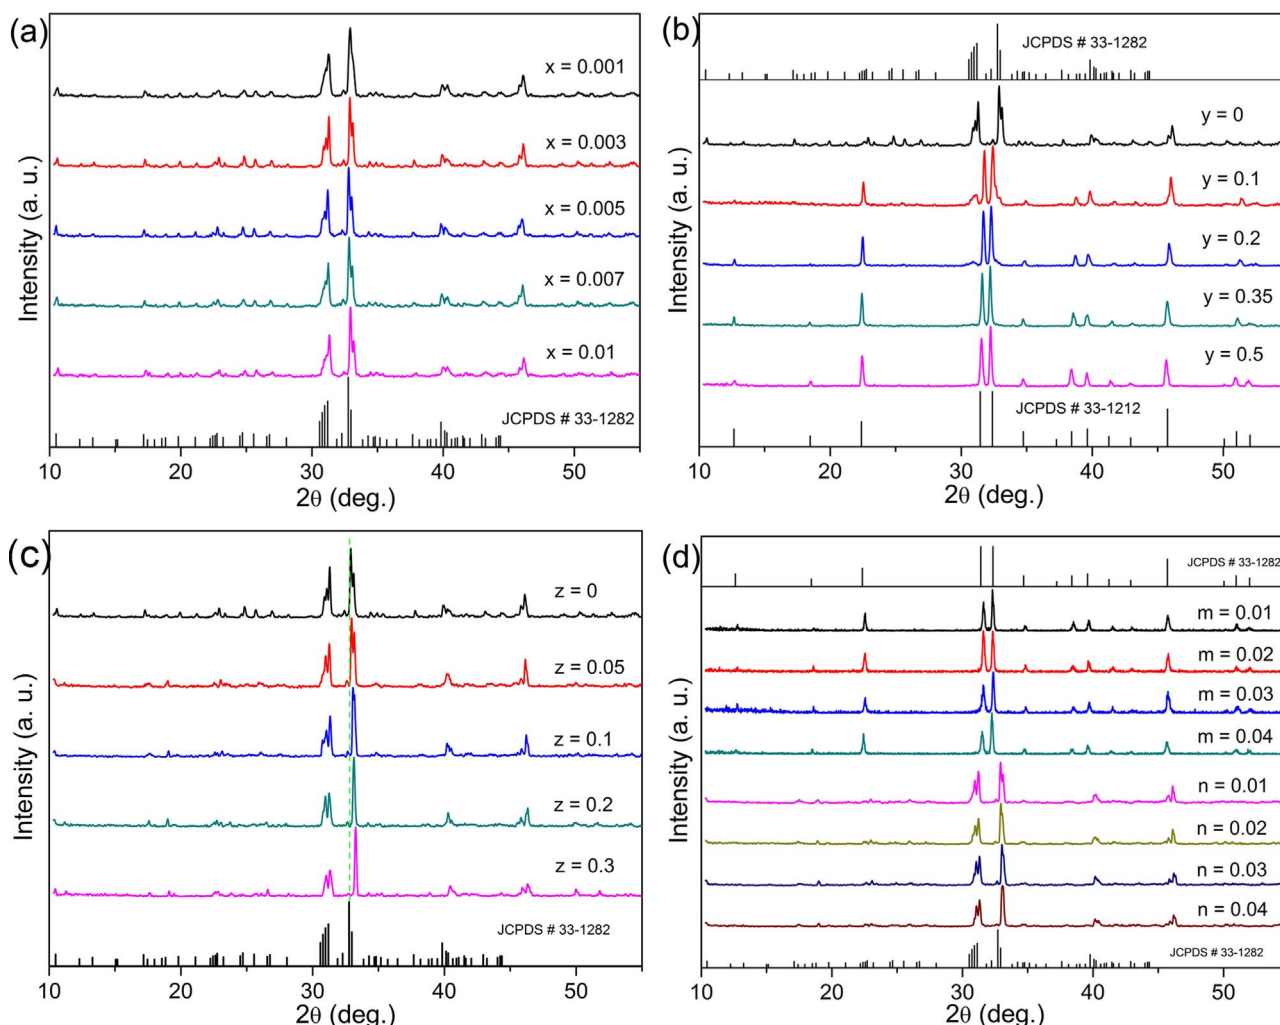 (a)
x = 0.001
x = 0.003
x = 0.005
x = 0.007
x = 0.01
JCPDS # 33-1282
Intensity (a. u.)
10 20 30 40 50
2θ (deg.)
(b)
JCPDS # 33-1282
y = 0
y = 0.1
y = 0.2
y = 0.35
y = 0.5
JCPDS # 33-1212
Intensity (a. u.)
10 20 30 40 50
2θ (deg.)
(c)
z = 0
z = 0.05
z = 0.1
z = 0.2
z = 0.3
JCPDS # 33-1282
Intensity (a. u.)
10 20 30 40 50
2θ (deg.)
(d)
JCPDS # 33-1282
m = 0.01
m = 0.02
m = 0.03
m = 0.04
n = 0.01
n = 0.02
n = 0.03
n = 0.04
JCPDS # 33-1282
Intensity (a. u.)
10 20 30 40 50
2θ (deg.)